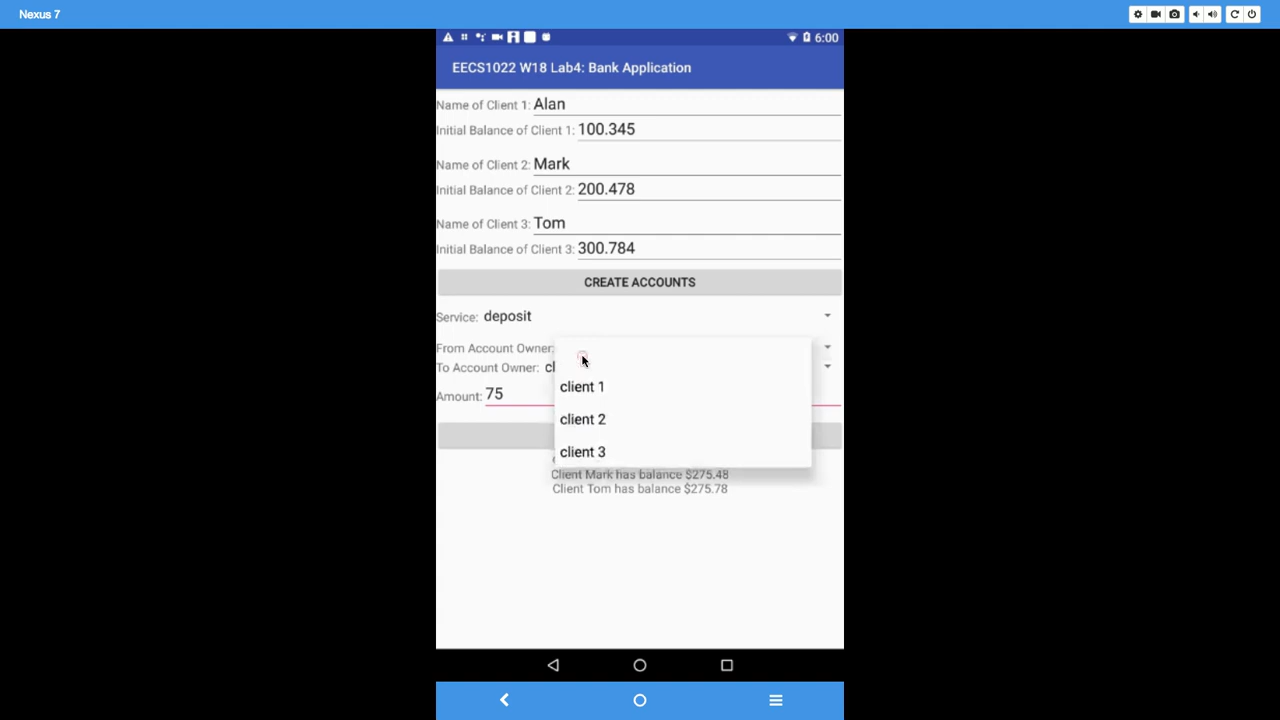 Nexus 7
6:00
EECS1022 W18 Lab4: Bank Application
Name of Client 1: Alan
Initial Balance of Client 1: 100.345
Name of Client 2: Mark
Initial Balance of Client 2: 200.478
Name of Client 3: Tom
Initial Balance of Client 3: 300.784
CREATE ACCOUNTS
Service: deposit
From Account Owner:
To Account Owner:
client 1
Amount: 75
client 2
client 3
Client Mark has balance $275.48
Client Tom has balance $275.78